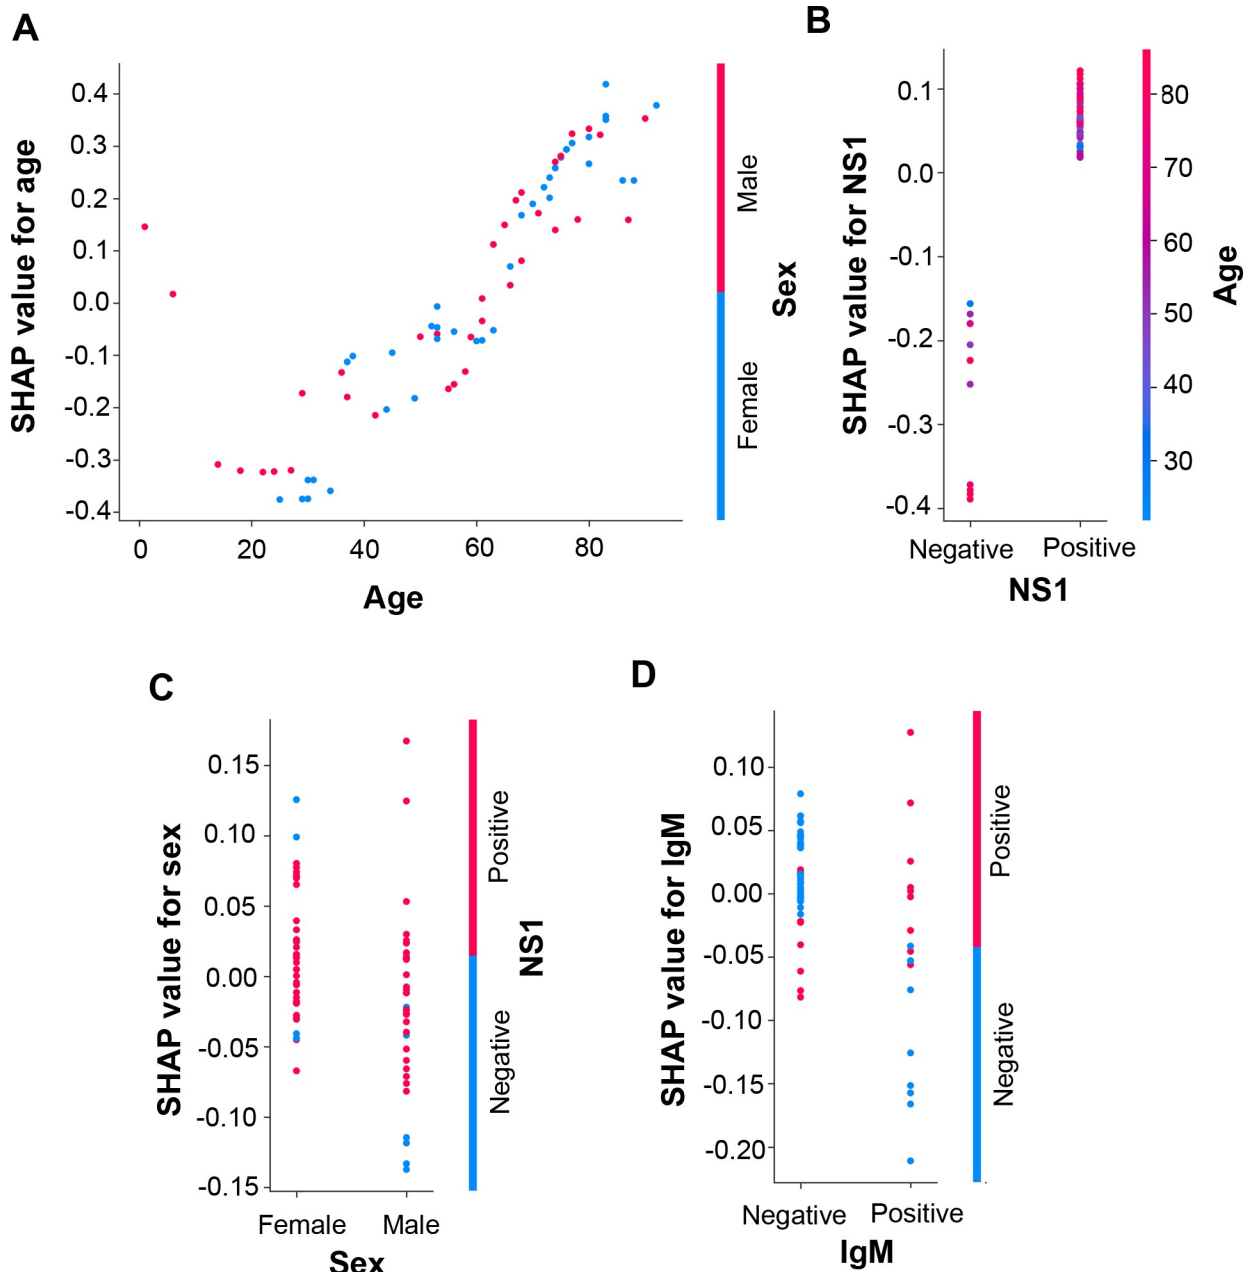 A
SHAP value for age
0.4
0.3
0.2
0.1
0.0
-0.1
-0.2
-0.3
-0.4
0
20
40
60
80
Age
Male
Female
Sex
B
SHAP value for NS1
0.1
0.0
-0.1
-0.2
-0.3
-0.4
Negative
Positive
NS1
80
70
60
50
40
30
Age
C
SHAP value for sex
0.15
0.10
0.05
0.00
-0.05
-0.10
-0.15
Female
Male
Sex
Positive
Negative
NS1
D
SHAP value for IgM
0.10
0.05
0.00
-0.05
-0.10
-0.15
-0.20
Negative
Positive
IgM
Positive
Negative